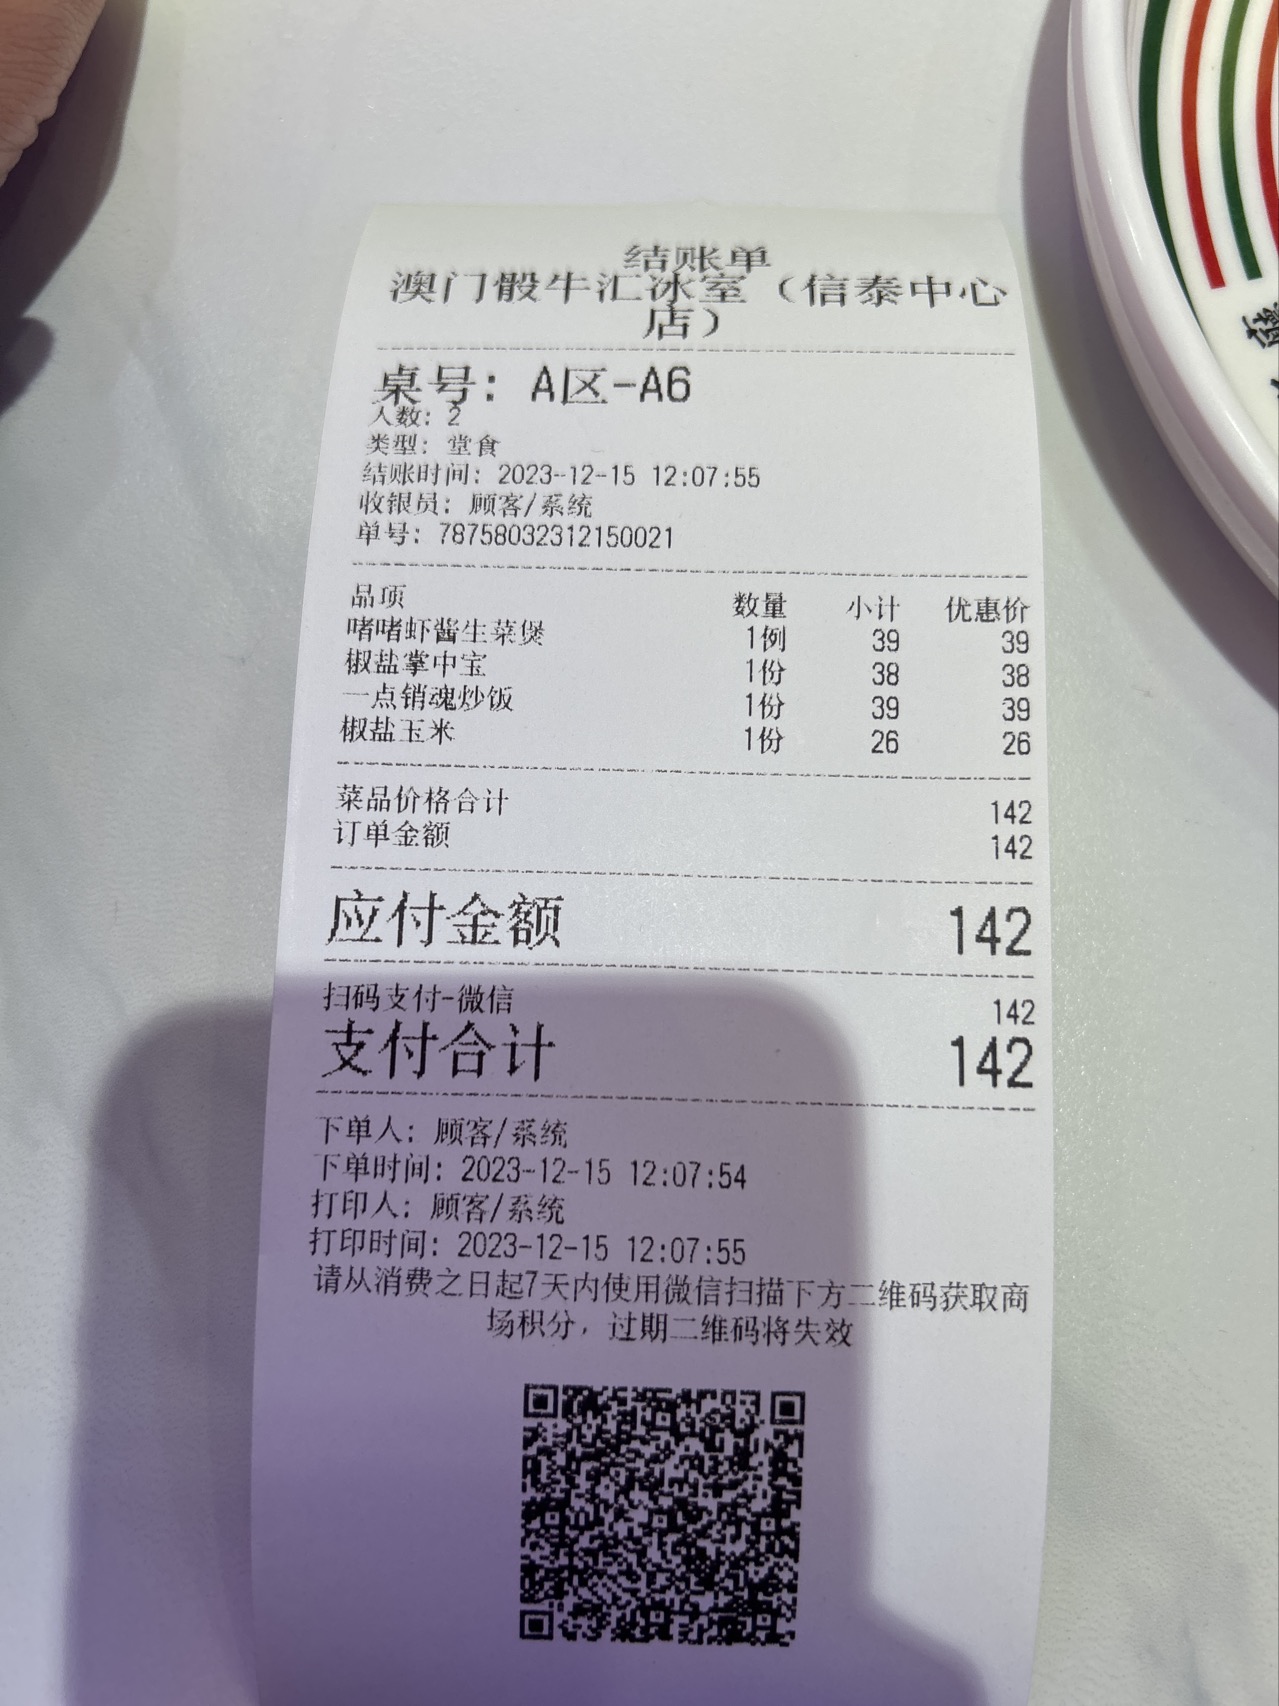 结账单
澳门骰牛汇冰室（信泰中心
店）
桌号：A区-A6
人数：2
类型：堂食
结账时间：2023-12-15 12:07:55
收银员：顾客/系统
单号：787580322312150021
品项 数量 小计 优惠价
啫啫虾酱生菜煲 1例 39 39
椒盐掌中宝 1份 38 38
一点销魂炒饭 1份 39 39
椒盐玉米 1份 26 26
菜品价格合计 142
订单金额 142
应付金额 142
扫码支付-微信 142
支付合计 142
下单人：顾客/系统
下单时间：2023-12-15 12:07:54
打印人：顾客/系统
打印时间：2023-12-15 12:07:55
请从消费之日起7天内使用微信扫描下方二维码获取商
场积分，过期二维码将失效